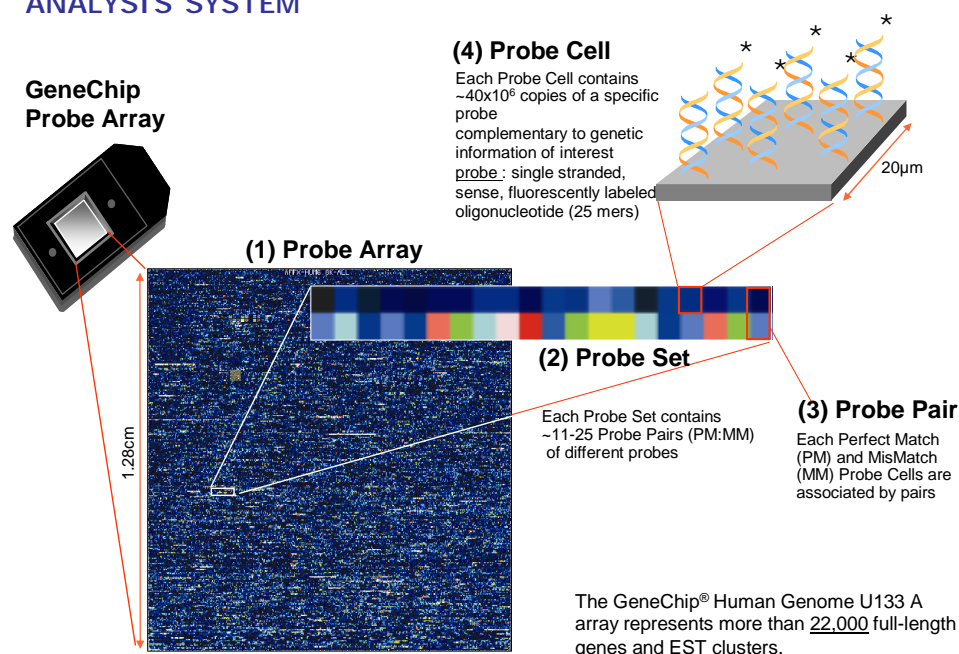 ANALYSIS SYSTEM
GeneChip
Probe Array
(4) Probe Cell
Each Probe Cell contains
~40x10⁶ copies of a specific
probe
complementary to genetic
information of interest
probe : single stranded,
sense, fluorescently labeled
oligonucleotide (25 mers)
* * * * *
20µm
(1) Probe Array
1.28cm
(2) Probe Set
Each Probe Set contains
~11-25 Probe Pairs (PM:MM)
of different probes
(3) Probe Pair
Each Perfect Match
(PM) and MisMatch
(MM) Probe Cells are
associated by pairs
The GeneChip® Human Genome U133 A
array represents more than 22,000 full-length
genes and EST clusters.